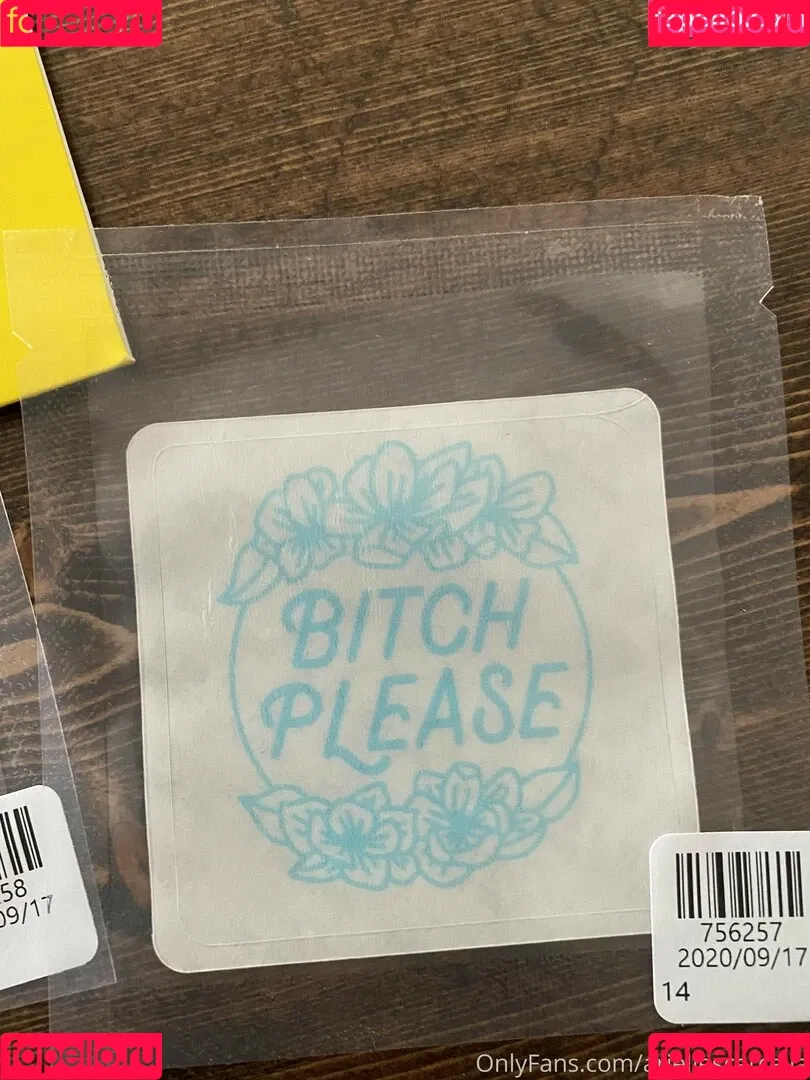 fapello.ru
fapello.ru
BITCH
PLEASE
58
09/17
756257
2020/09/17
14
fapello.ru
OnlyFans.com/
fapello.ru